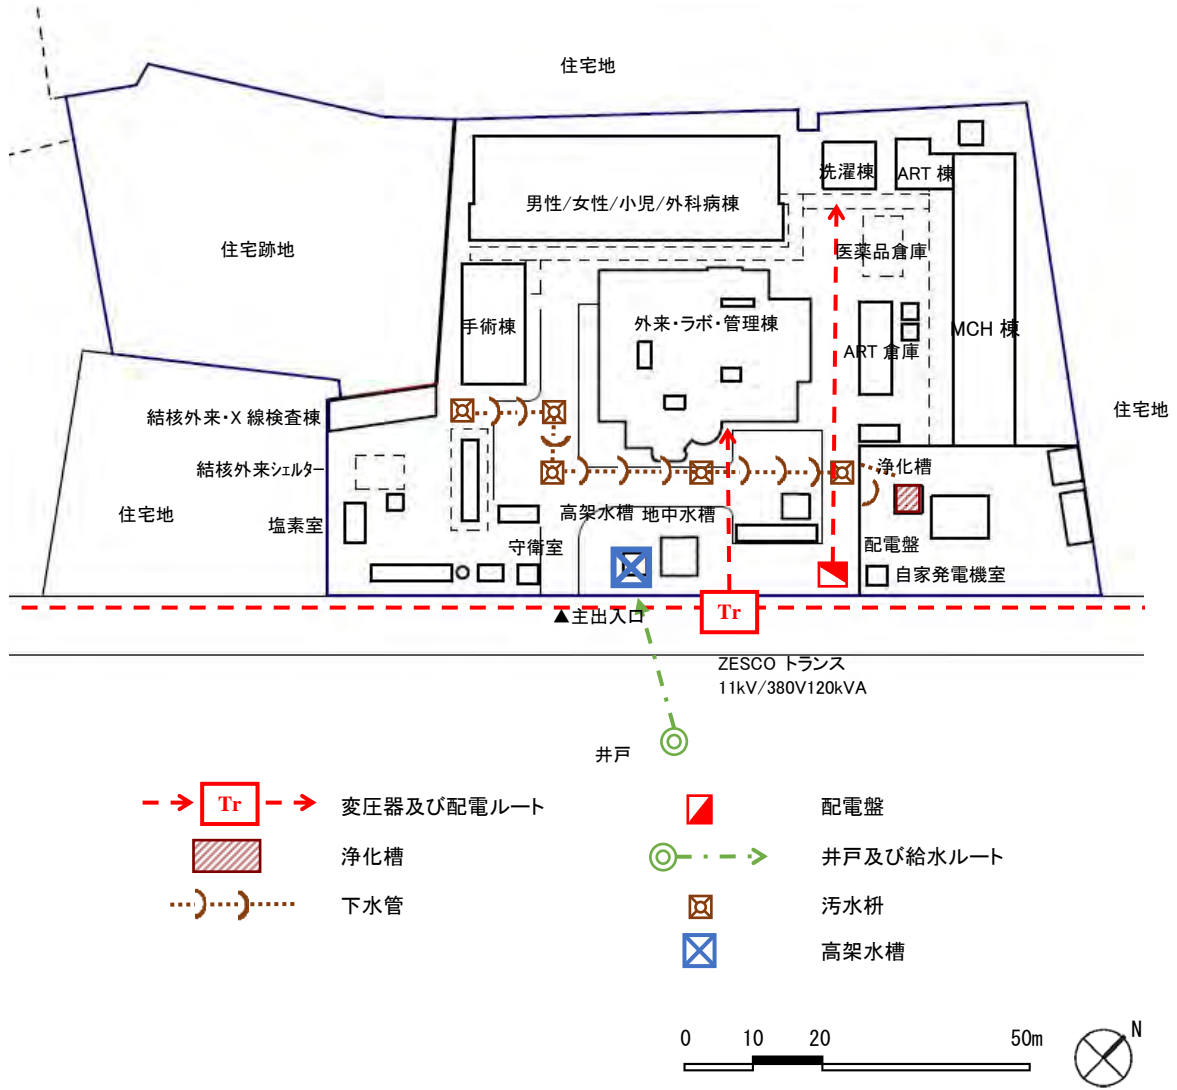 住宅地
洗濯棟
ART 棟
男性/女性/小児/外科病棟
住宅跡地
医薬品倉庫
手術棟
外来・ラボ・管理棟
MCH 棟
ART 倉庫
住宅地
結核外来・X 線検査棟
結核外来シェルター
浄化槽
住宅地
塩素室
高架水槽
地中水槽
守衛室
配電盤
自家発電機室
▲主出入口
Tr
ZESCO トランス
11kV/380V120kVA
井戸
Tr
変圧器及び配電ルート
配電盤
浄化槽
井戸及び給水ルート
下水管
汚水枡
高架水槽
0 10 20 50m
N